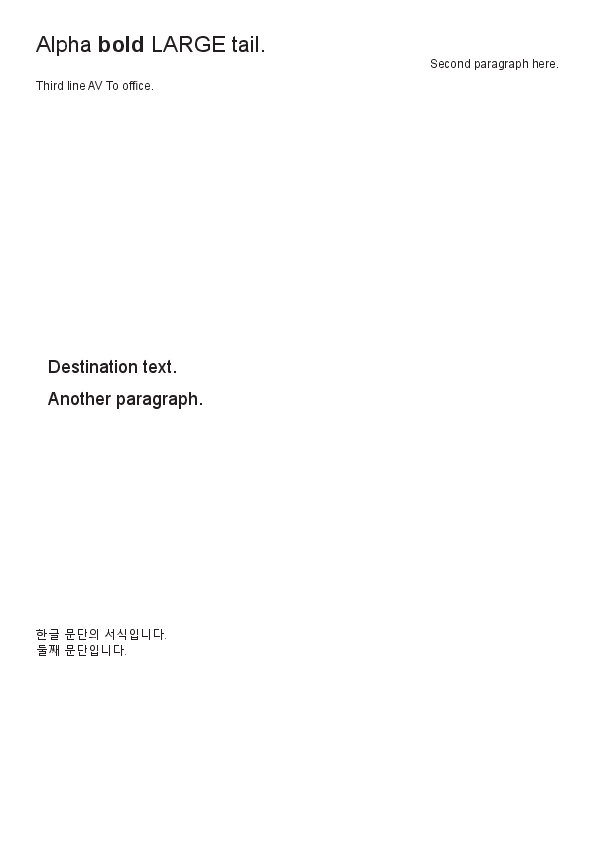 Alpha bold LARGE tail.
Second paragraph here.
Third line AV To office.
Destination text.
Another paragraph.
한글 문단의 서식입니다.
둘째 문단입니다.